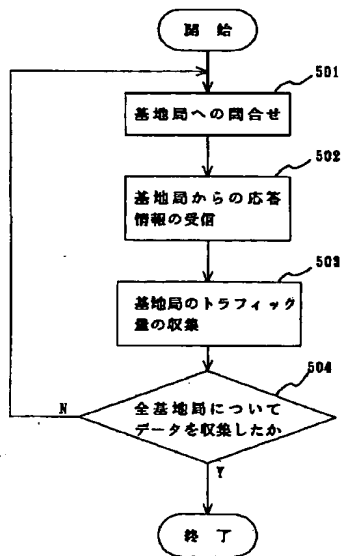 開始
501
基地局への問合せ
502
基地局からの応答
情報の受信
503
基地局のトラフィック
量の収集
504
全基地局について
データを収集したか
N
Y
終了